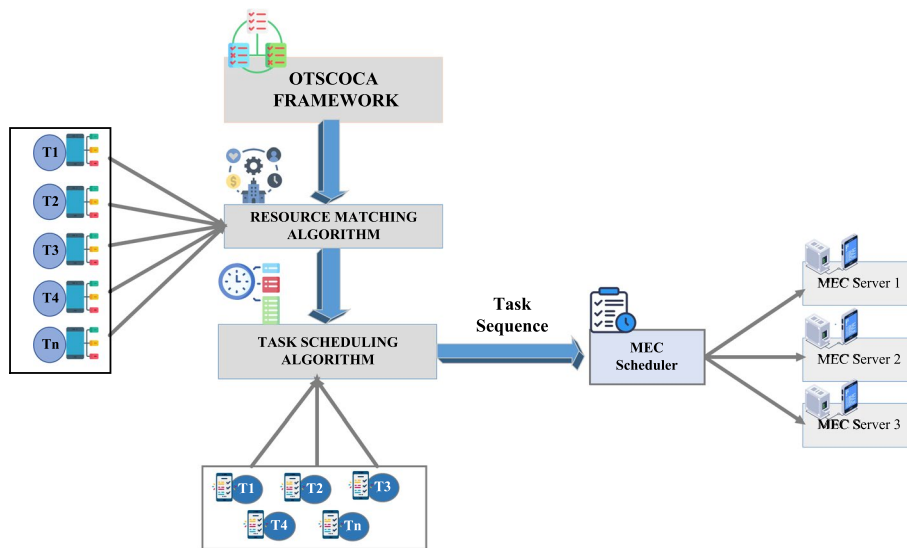 OTSCOCA
FRAMEWORK
T1
T2
T3
T4
Tn
RESOURCE MATCHING
ALGORITHM
TASK SCHEDULING
ALGORITHM
Task
Sequence
MEC
Scheduler
MEC Server 1
MEC Server 2
MEC Server 3
T1
T2
T3
T4
Tn